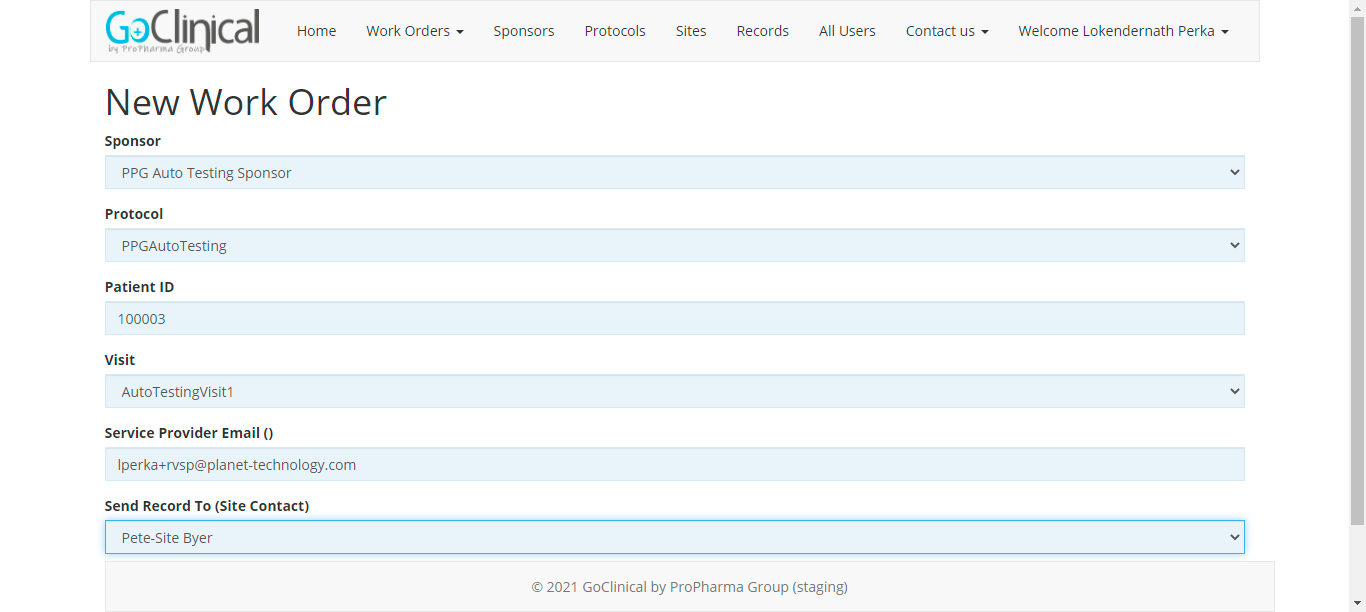 GoClinical
by ProPharma Group
Home
Work Orders
Sponsors
Protocols
Sites
Records
All Users
Contact us
Welcome Lokendernath Perka
New Work Order
Sponsor
PPG Auto Testing Sponsor
Protocol
PPGAutoTesting
Patient ID
100003
Visit
AutoTestingVisit1
Service Provider Email ()
lperka+rvsp@planet-technology.com
Send Record To (Site Contact)
Pete-Site Byer
© 2021 GoClinical by ProPharma Group (staging)